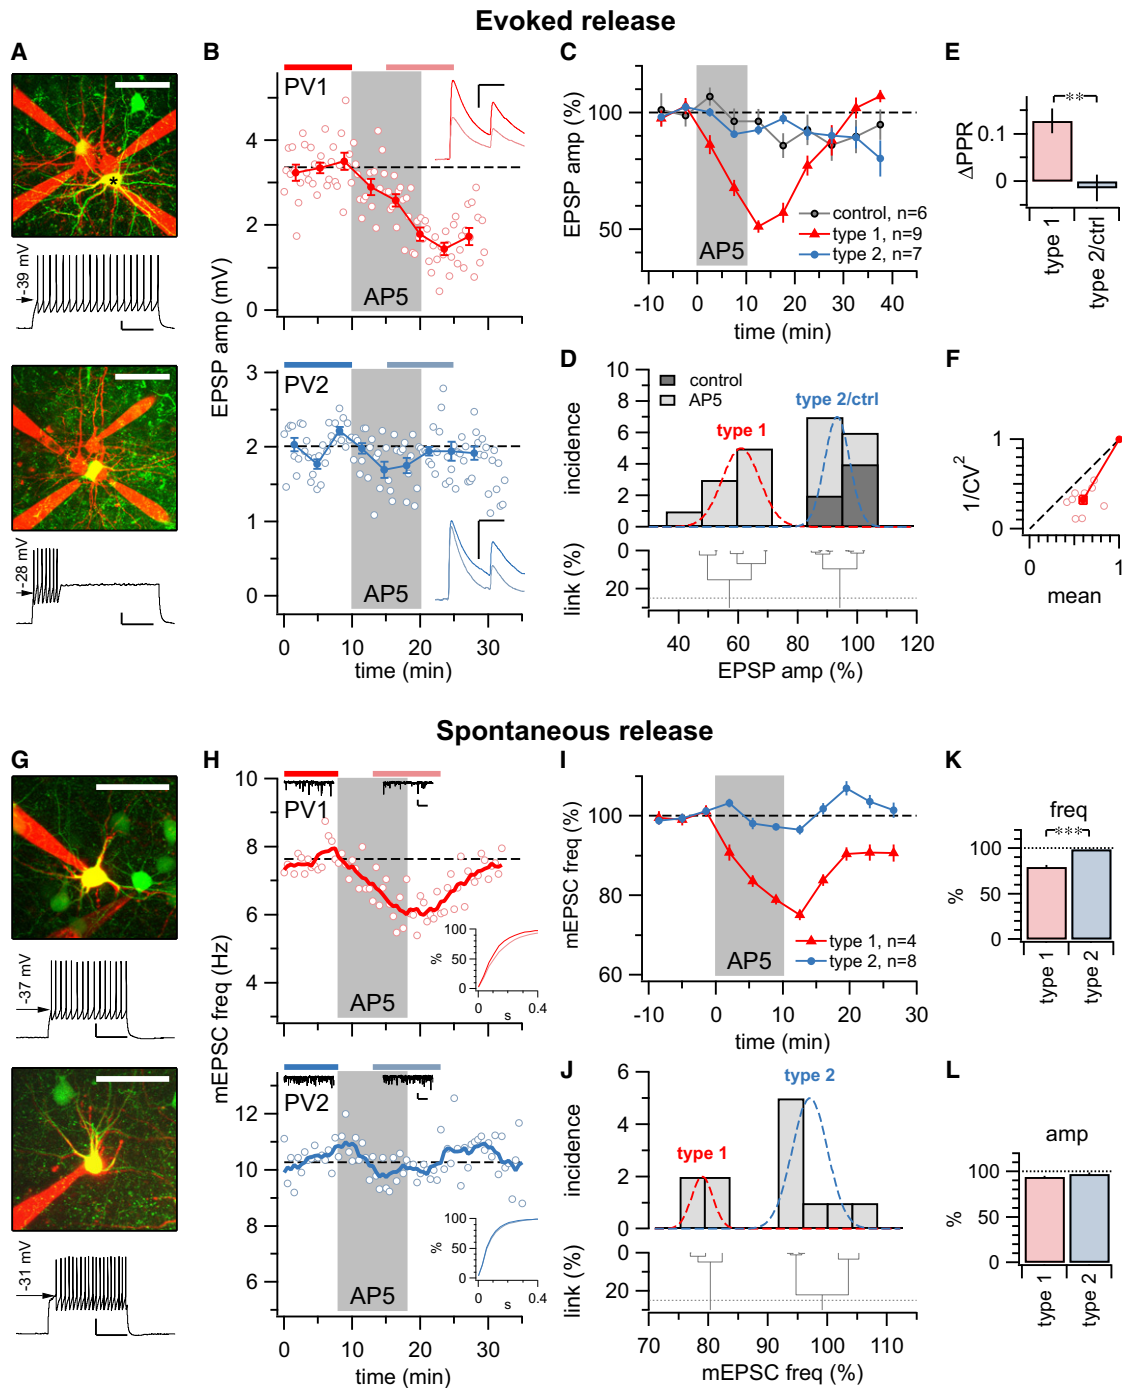 Evoked release
A
-39 mV
*
-28 mV
B
PV1
AP5
EPSP amp (mV)
4
2
0
PV2
AP5
3
2
1
0
0 10 20 30
time (min)
C
EPSP amp (%)
100
50
AP5
control, n=6
type 1, n=9
type 2, n=7
-10 0 10 20 30 40
time (min)
D
control
AP5
type 1
type 2/ctrl
incidence
10
8
6
4
2
0
link (%)
0
20
40 60 80 100 120
EPSP amp (%)
E
ΔPPR
**
0.1
0
type 1
type 2/ctrl
F
1/CV²
1
0
0 1
mean
Spontaneous release
G
-37 mV
-31 mV
H
mEPSC freq (Hz)
10
8
6
4
PV1
AP5
%
100
50
0
0 s 0.4
12
10
8
6
PV2
AP5
%
100
50
0
0 s 0.4
0 10 20 30
time (min)
I
mEPSC freq (%)
100
80
60
AP5
type 1, n=4
type 2, n=8
-10 0 10 20 30
time (min)
J
type 1
type 2
incidence
6
4
2
0
link (%)
0
20
70 80 90 100 110
mEPSC freq (%)
K
freq
***
%
100
50
0
type 1
type 2
L
amp
%
100
50
0
type 1
type 2